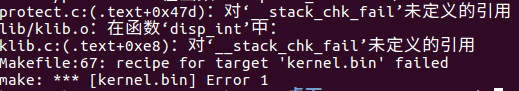 protect.c:(.text+0x47d)：对‘__stack_chk_fail’未定义的引用
lib/klib.o：在函数‘disp_int’中：
klib.c:(.text+0xe8)：对‘__stack_chk_fail’未定义的引用
Makefile:67: recipe for target 'kernel.bin' failed
make: *** [kernel.bin] Error 1